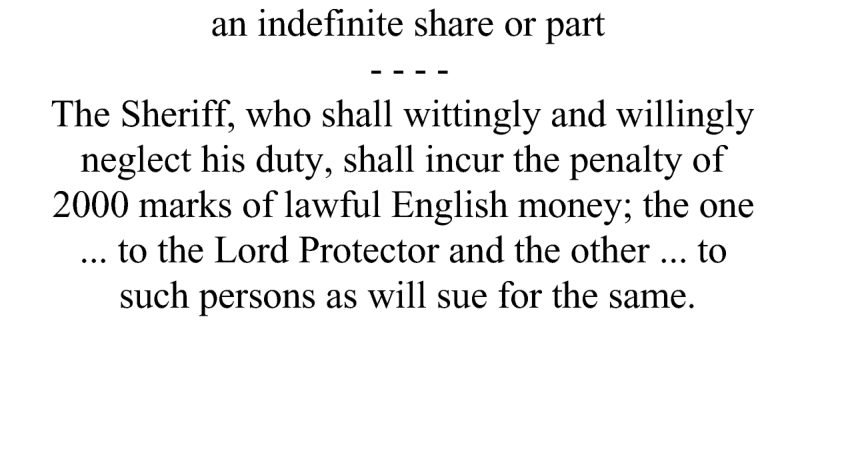 an indefinite share or part
- - - -
The Sheriff, who shall wittingly and willingly
neglect his duty, shall incur the penalty of
2000 marks of lawful English money; the one
... to the Lord Protector and the other ... to
such persons as will sue for the same.